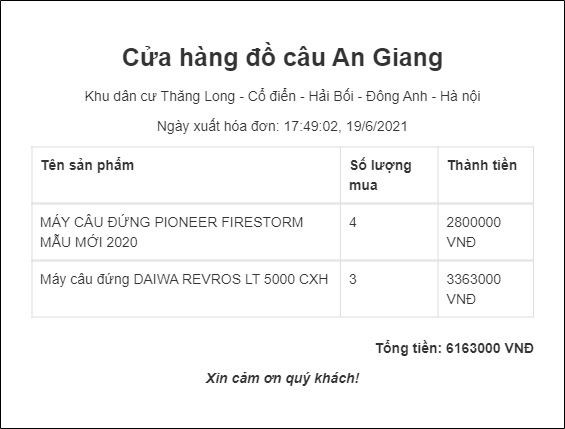 Cửa hàng đồ câu An Giang
Khu dân cư Thăng Long - Cổ điển - Hải Bối - Đông Anh - Hà nội
Ngày xuất hóa đơn: 17:49:02, 19/6/2021
Tên sản phẩm Số lượng mua Thành tiền
MÁY CÂU ĐỨNG PIONEER FIRESTORM MẪU MỚI 2020 4 2800000 VNĐ
Máy câu đứng DAIWA REVROS LT 5000 CXH 3 3363000 VNĐ
Tổng tiền: 6163000 VNĐ
Xin cảm ơn quý khách!